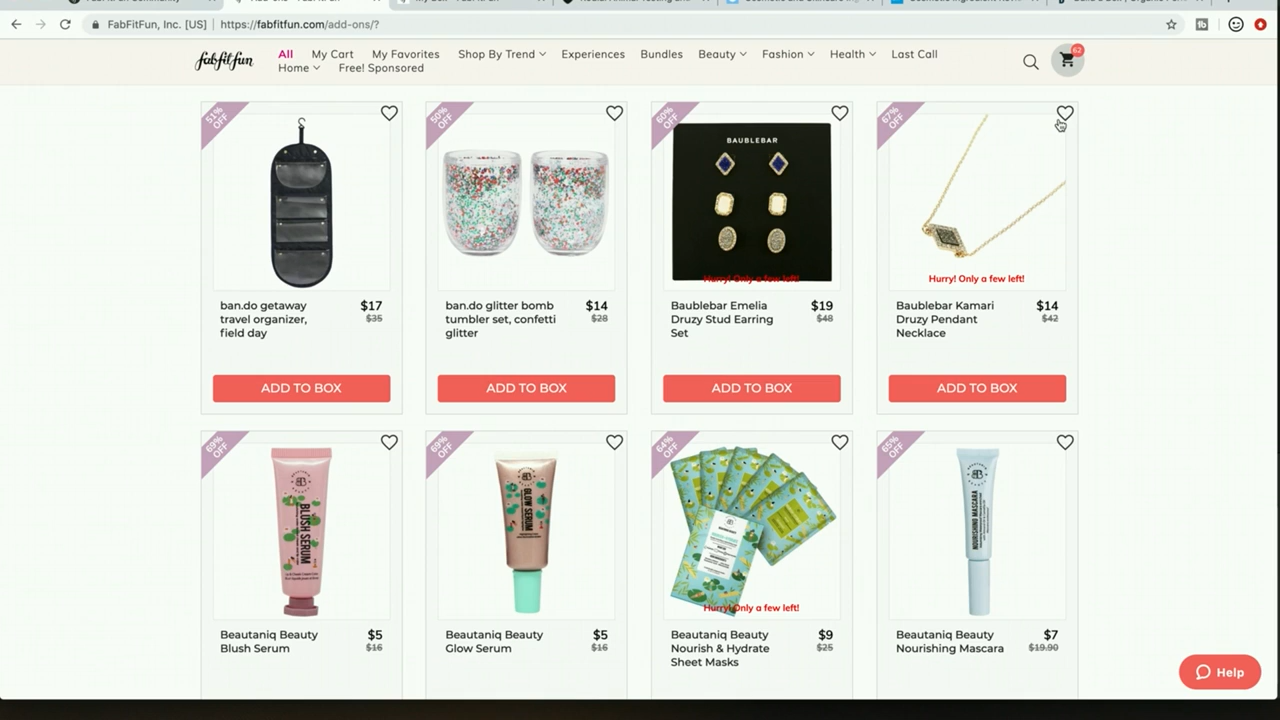 FabFitFun, Inc. [US] https://fabfitfun.com/add-ons/?
fabfitfun
All My Cart My Favorites Shop By Trend Experiences Bundles Beauty Fashion Health Last Call
Home Free! Sponsored
62
51% OFF
50% OFF
60% OFF
67% OFF
BAUBLEBAR
Hurry! Only a few left!
Hurry! Only a few left!
ban.do getaway
travel organizer,
field day
$17
$35
ban.do glitter bomb
tumbler set, confetti
glitter
$14
$28
Baublebar Emelia
Druzy Stud Earring
Set
$19
$48
Baublebar Kamari
Druzy Pendant
Necklace
$14
$42
ADD TO BOX
ADD TO BOX
ADD TO BOX
ADD TO BOX
69% OFF
69% OFF
64% OFF
65% OFF
BLUSH SERUM
GLOW SERUM
NOURISHING MASCARA
Hurry! Only a few left!
Beautaniq Beauty
Blush Serum
$5
$16
Beautaniq Beauty
Glow Serum
$5
$16
Beautaniq Beauty
Nourish & Hydrate
Sheet Masks
$9
$25
Beautaniq Beauty
Nourishing Mascara
$7
$19.90
Help